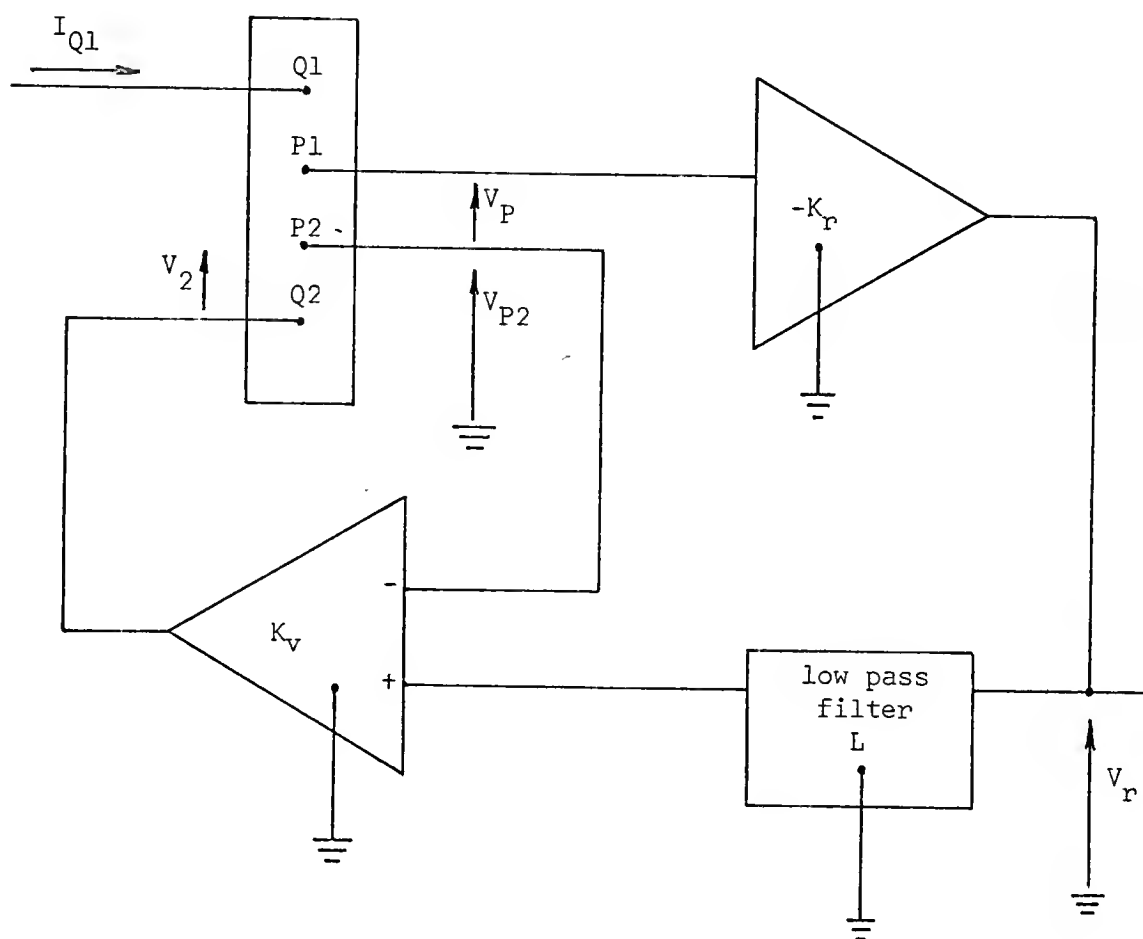 I_Q1
Q1
P1
P2
Q2
V_P
V_P2
V_2
-K_r
K_v
-
+
low pass
filter
L
V_r